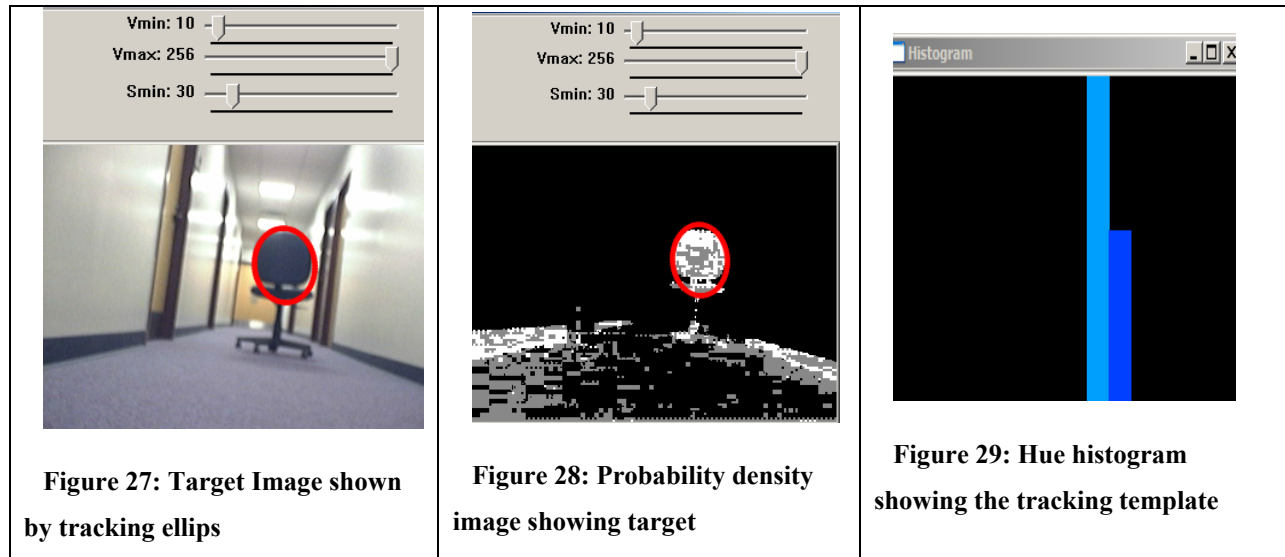 Vmin: 10
Vmax: 256
Smin: 30
Figure 27: Target Image shown
by tracking ellips
Vmin: 10
Vmax: 256
Smin: 30
Figure 28: Probability density
image showing target
Histogram
Figure 29: Hue histogram
showing the tracking template